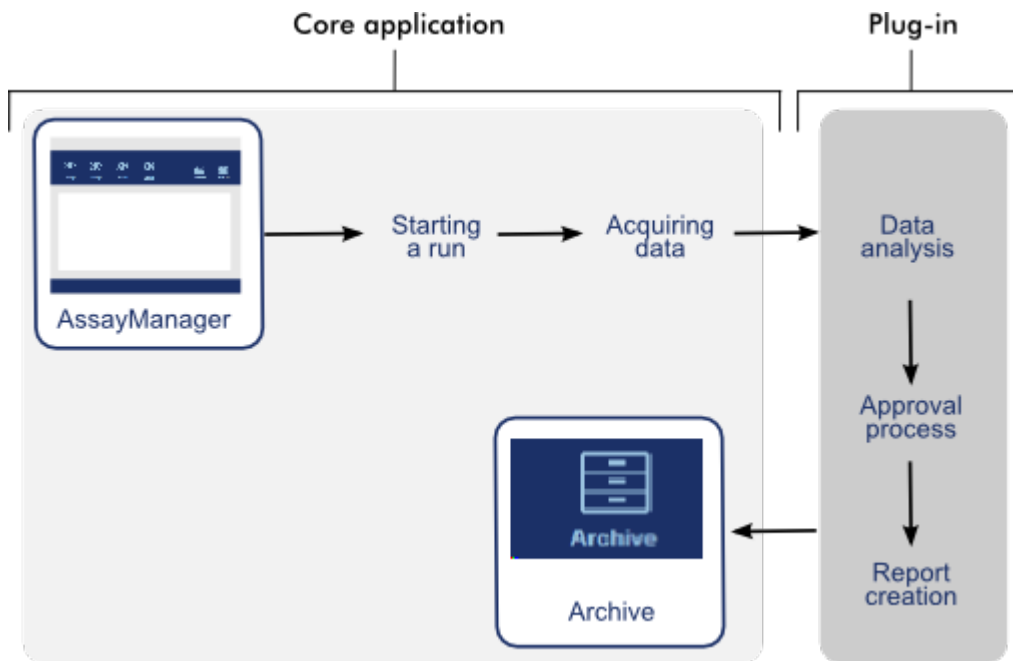 Core application
Plug-in
AssayManager
Starting
a run
Acquiring
data
Data
analysis
Approval
process
Archive
Archive
Report
creation